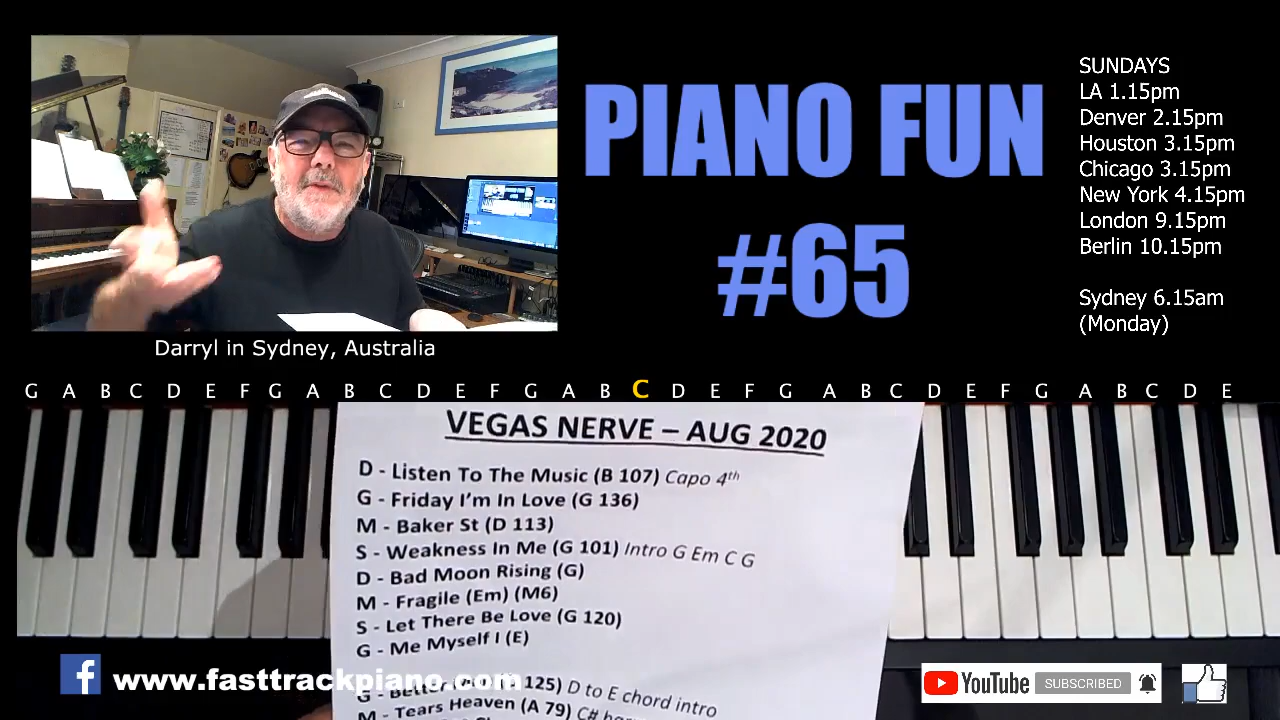 PIANO FUN
#65
SUNDAYS
LA 1.15pm
Denver 2.15pm
Houston 3.15pm
Chicago 3.15pm
New York 4.15pm
London 9.15pm
Berlin 10.15pm
Sydney 6.15am
(Monday)
Darryl in Sydney, Australia
G A B C D E F G A B C D E F G A B C D E F G A B C D E F G A B C D E
VEGAS NERVE – AUG 2020
D - Listen To The Music (B 107) Capo 4th
G - Friday I'm In Love (G 136)
M - Baker St (D 113)
S - Weakness In Me (G 101) Intro G Em C G
D - Bad Moon Rising (G)
M - Fragile (Em) (M6)
S - Let There Be Love (G 120)
G - Me Myself I (E)
G - Better 125) D to E chord intro
M - Tears Heaven (A 79) C#
f www.fasttrackpiano.com
YouTube SUBSCRIBED